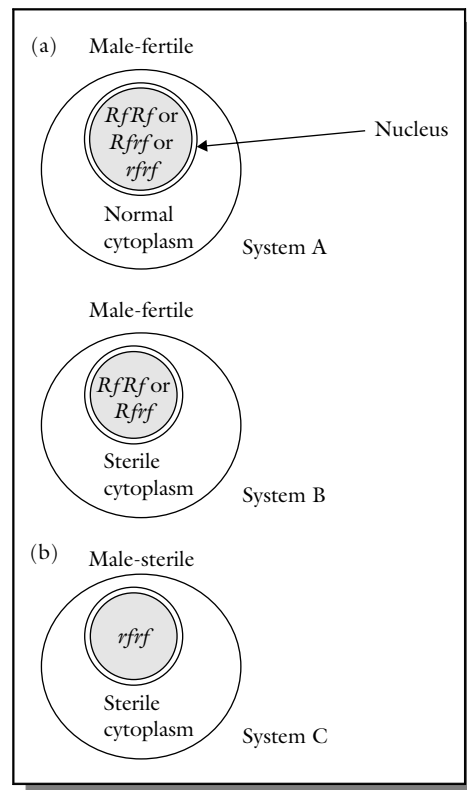 (a) Male-fertile
RfRf or
Rfrf or
rfrf
Nucleus
Normal
cytoplasm
System A
Male-fertile
RfRf or
Rfrf
Sterile
cytoplasm
System B
(b) Male-sterile
rfrf
Sterile
cytoplasm
System C